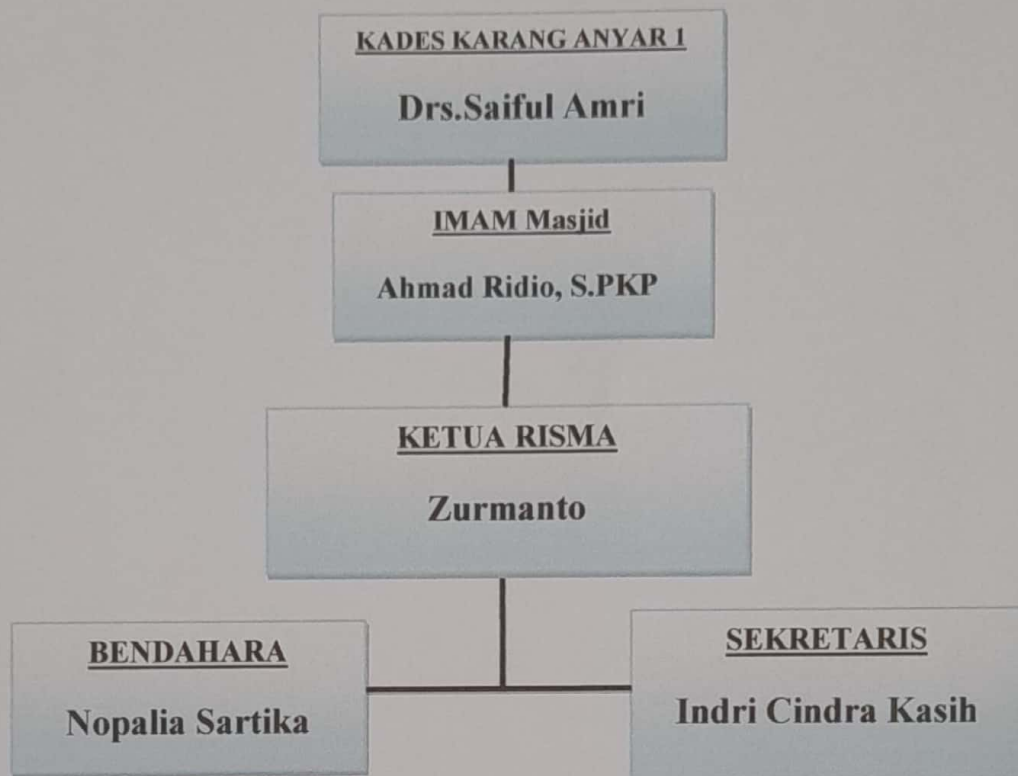 KADES KARANG ANYAR 1
Drs.Saiful Amri
IMAM Masjid
Ahmad Ridio, S.PKP
KETUA RISMA
Zurmanto
BENDAHARA
Nopalia Sartika
SEKRETARIS
Indri Cindra Kasih